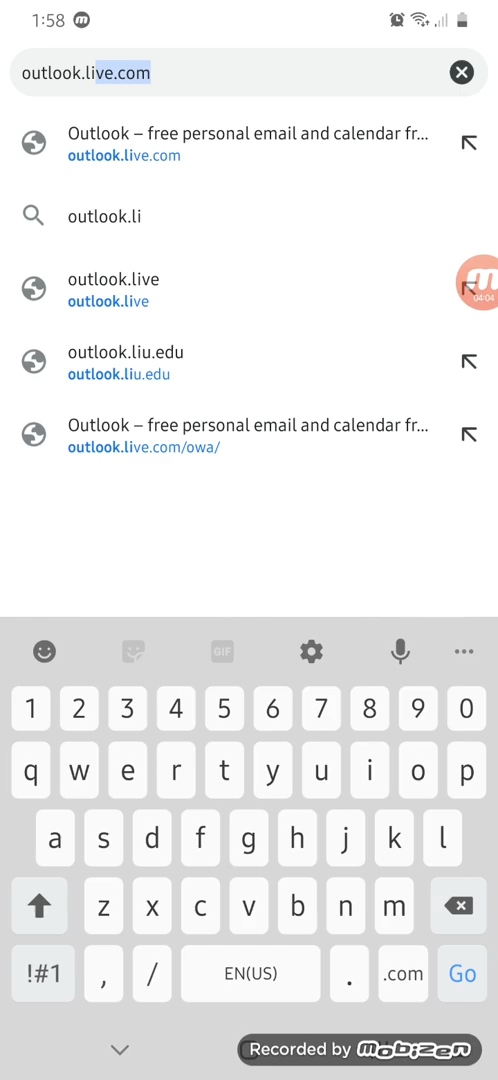 1:58
outlook.live.com
Outlook – free personal email and calendar fr...
outlook.live.com
outlook.li
outlook.live
outlook.live
04:04
outlook.liu.edu
outlook.liu.edu
Outlook – free personal email and calendar fr...
outlook.live.com/owa/
GIF
1 2 3 4 5 6 7 8 9 0
q w e r t y u i o p
a s d f g h j k l
z x c v b n m
!#1 , / EN(US) . .com Go
Recorded by mobizen